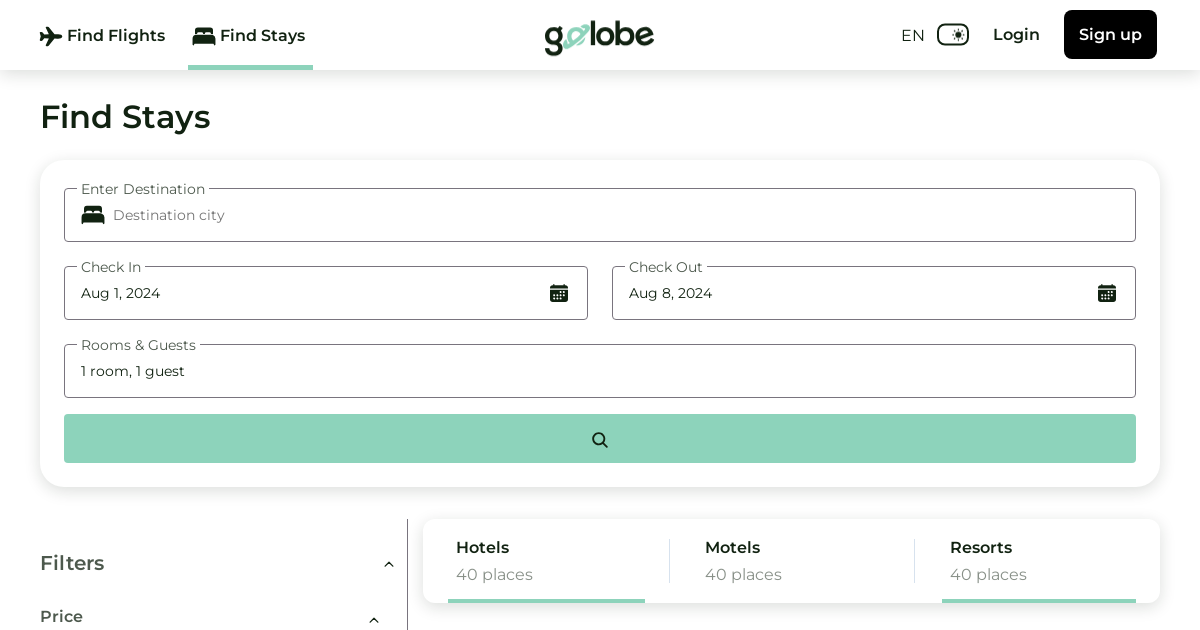 Find Flights
Find Stays
golobe
EN
Login
Sign up
Find Stays
Enter Destination
Destination city
Check In
Aug 1, 2024
Check Out
Aug 8, 2024
Rooms & Guests
1 room, 1 guest
Filters
Price
Hotels
40 places
Motels
40 places
Resorts
40 places